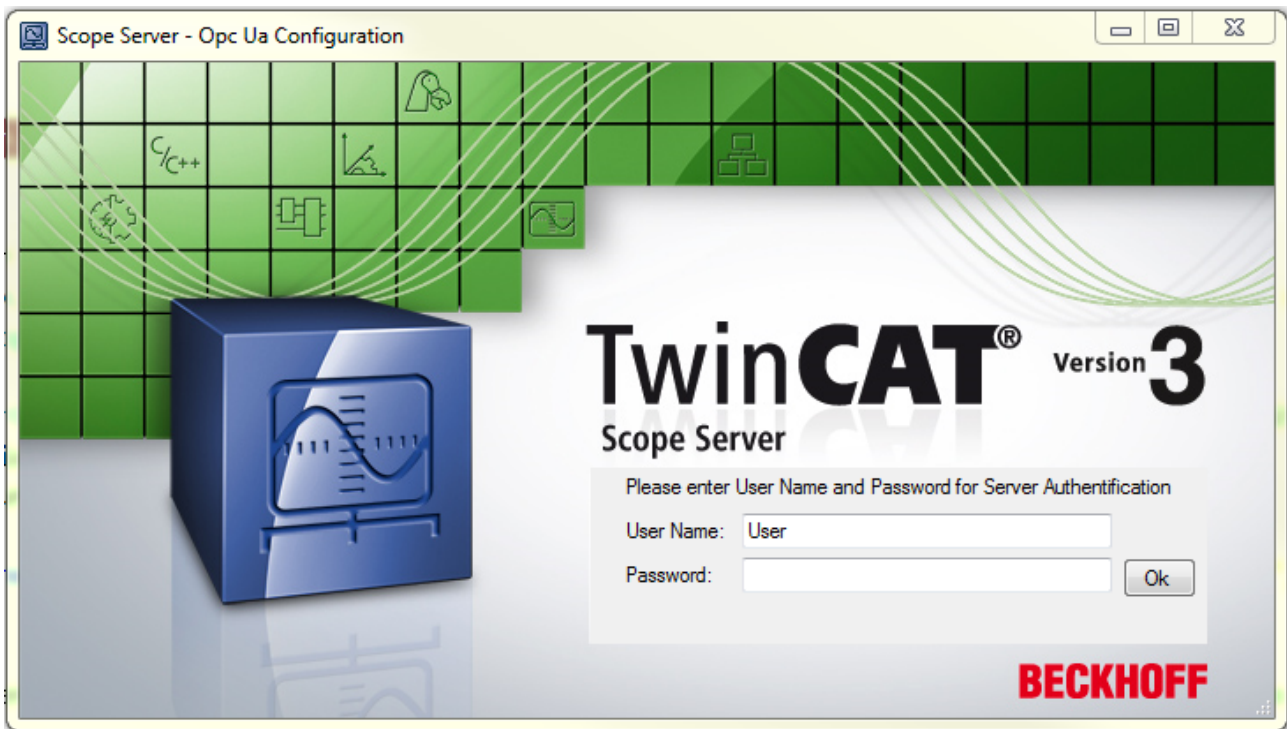 Scope Server - Opc Ua Configuration
C/C++
TwinCAT® Version 3
Scope Server
Please enter User Name and Password for Server Authentification
User Name: User
Password:
Ok
BECKHOFF